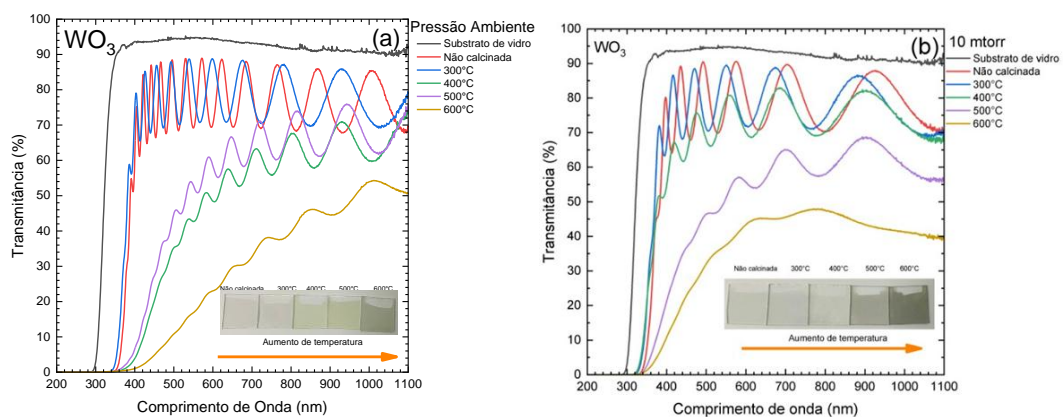 WO3
(a)
Pressão Ambiente
Substrato de vidro
Não calcinada
300°C
400°C
500°C
600°C
Transmitância (%)
100
90
80
70
60
50
40
30
20
10
0
Não calcinada 300°C 400°C 500°C 600°C
Aumento de temperatura
200 300 400 500 600 700 800 900 1000 1100
Comprimento de Onda (nm)
WO3
(b)
10 mtorr
Substrato de vidro
Não calcinada
300°C
400°C
500°C
600°C
Transmitância (%)
100
90
80
70
60
50
40
30
20
10
0
Não calcinada 300°C 400°C 500°C 600°C
Aumento de temperatura
200 300 400 500 600 700 800 900 1000 1100
Comprimento de onda (nm)